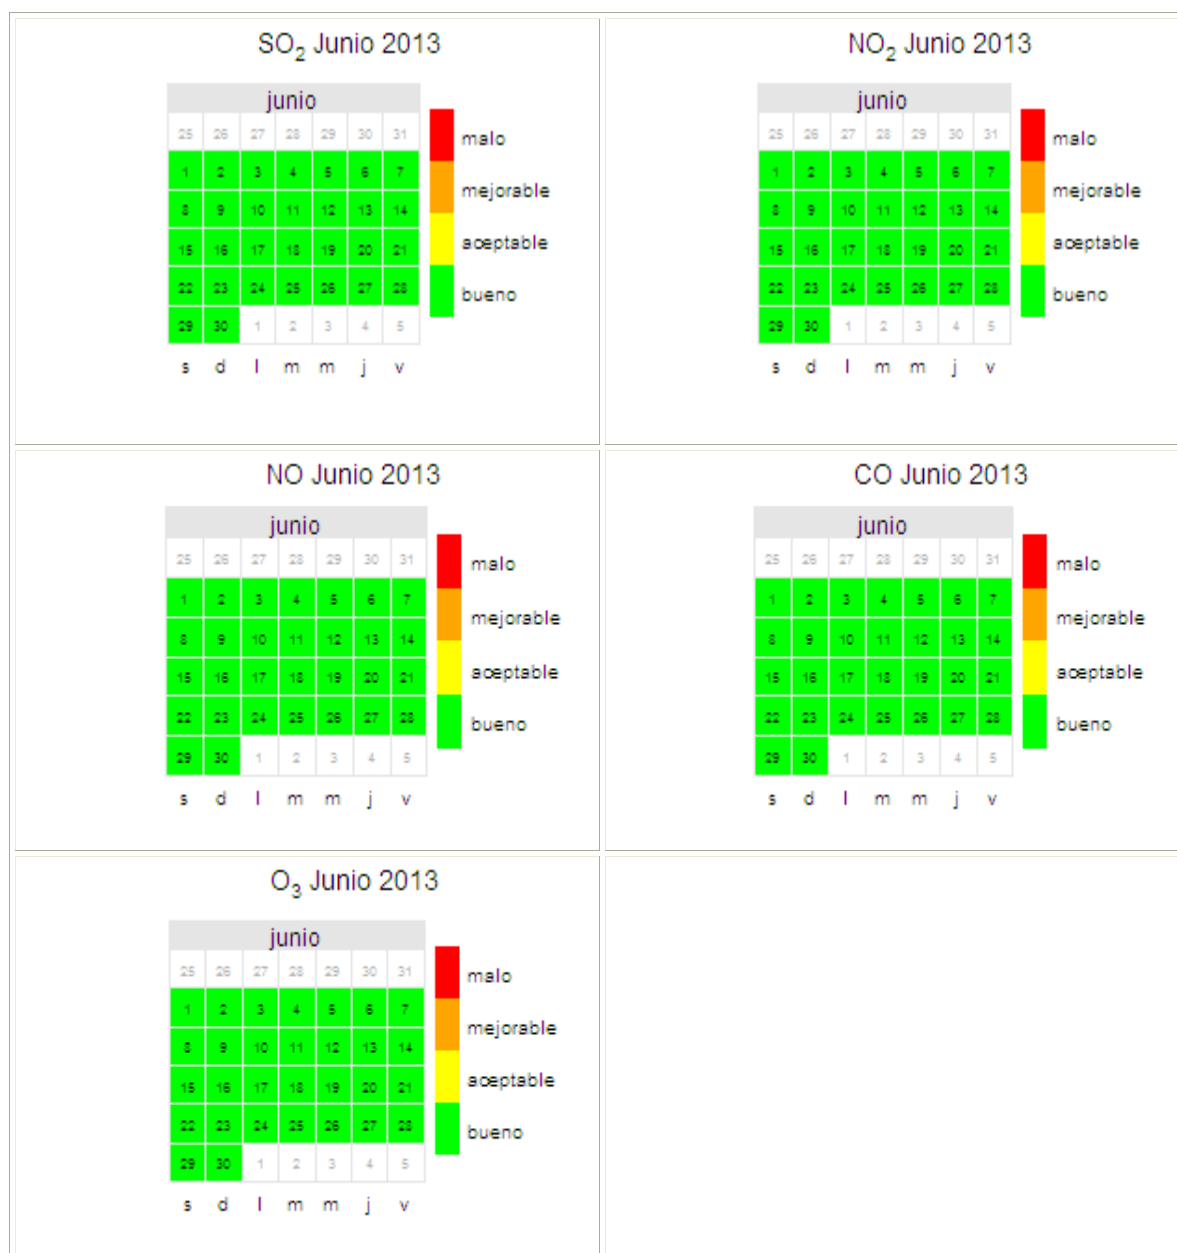 SO₂ Junio 2013
junio
25 26 27 28 29 30 31
1 2 3 4 5 6 7
8 9 10 11 12 13 14
15 16 17 18 19 20 21
22 23 24 25 26 27 28
29 30 1 2 3 4 5
s d l m m j v
malo
mejorable
aceptable
bueno
NO₂ Junio 2013
junio
25 26 27 28 29 30 31
1 2 3 4 5 6 7
8 9 10 11 12 13 14
15 16 17 18 19 20 21
22 23 24 25 26 27 28
29 30 1 2 3 4 5
s d l m m j v
malo
mejorable
aceptable
bueno
NO Junio 2013
junio
25 26 27 28 29 30 31
1 2 3 4 5 6 7
8 9 10 11 12 13 14
15 16 17 18 19 20 21
22 23 24 25 26 27 28
29 30 1 2 3 4 5
s d l m m j v
malo
mejorable
aceptable
bueno
CO Junio 2013
junio
25 26 27 28 29 30 31
1 2 3 4 5 6 7
8 9 10 11 12 13 14
15 16 17 18 19 20 21
22 23 24 25 26 27 28
29 30 1 2 3 4 5
s d l m m j v
malo
mejorable
aceptable
bueno
O₃ Junio 2013
junio
25 26 27 28 29 30 31
1 2 3 4 5 6 7
8 9 10 11 12 13 14
15 16 17 18 19 20 21
22 23 24 25 26 27 28
29 30 1 2 3 4 5
s d l m m j v
malo
mejorable
aceptable
bueno